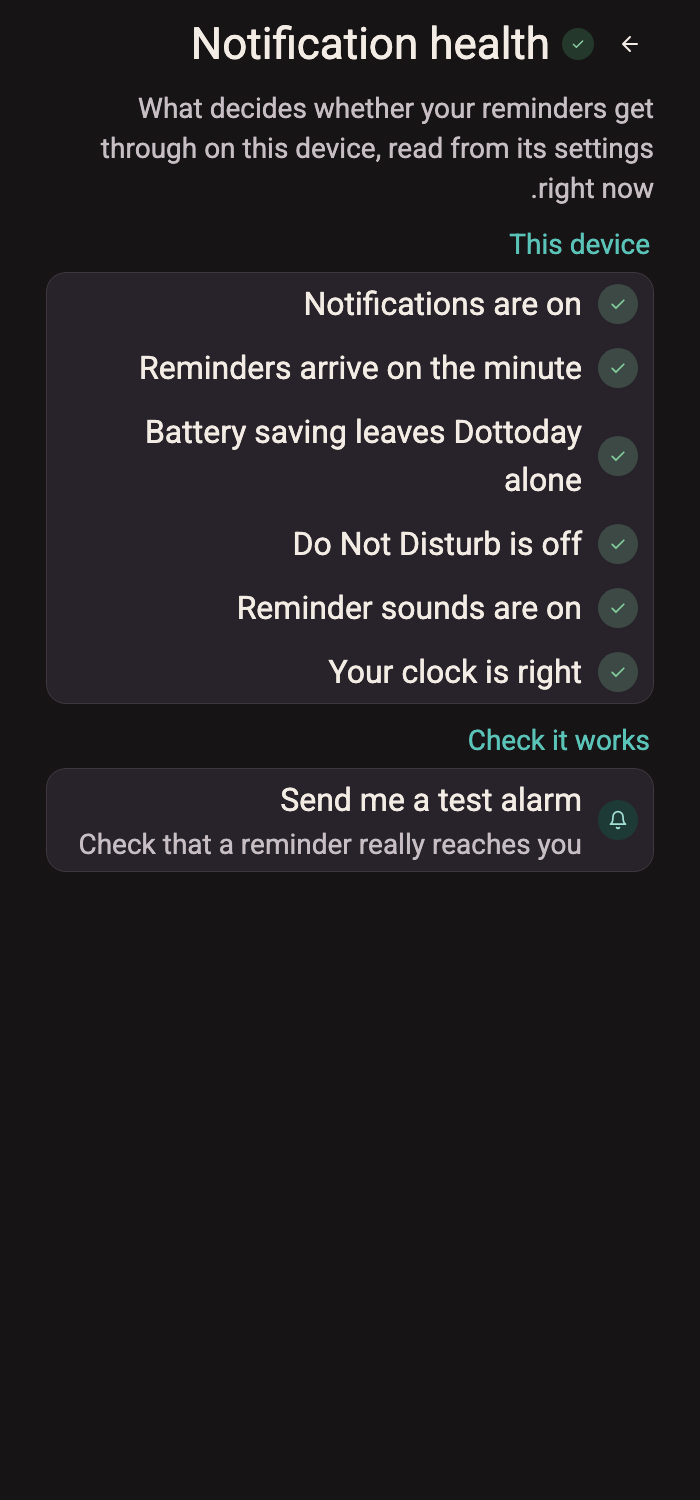 Notification health
What decides whether your reminders get
through on this device, read from its settings
.right now
This device
Notifications are on
Reminders arrive on the minute
Battery saving leaves Dottoday
alone
Do Not Disturb is off
Reminder sounds are on
Your clock is right
Check it works
Send me a test alarm
Check that a reminder really reaches you